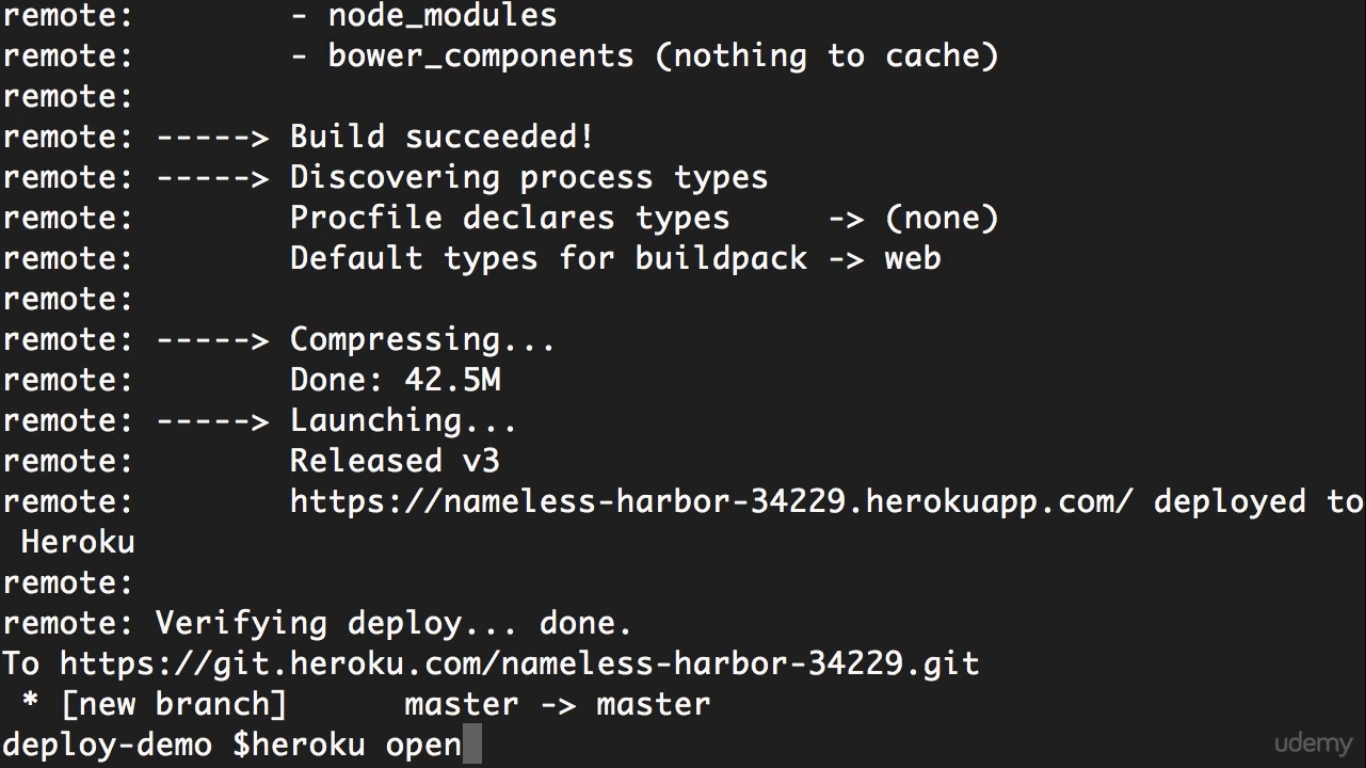 remote:        - node_modules
remote:        - bower_components (nothing to cache)
remote:
remote: -----> Build succeeded!
remote: -----> Discovering process types
remote:        Procfile declares types     -> (none)
remote:        Default types for buildpack -> web
remote:
remote: -----> Compressing...
remote:        Done: 42.5M
remote: -----> Launching...
remote:        Released v3
remote:        https://nameless-harbor-34229.herokuapp.com/ deployed to
 Heroku
remote:
remote: Verifying deploy... done.
To https://git.heroku.com/nameless-harbor-34229.git
 * [new branch]      master -> master
deploy-demo $heroku open
udemy